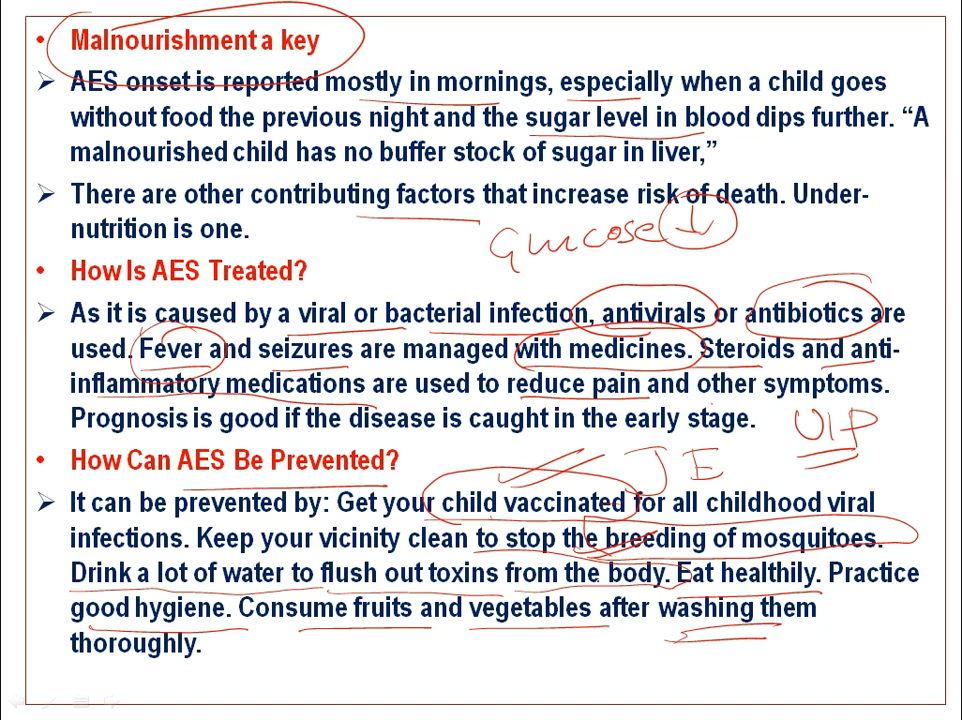 • Malnourishment a key
➢ AES onset is reported mostly in mornings, especially when a child goes
without food the previous night and the sugar level in blood dips further. “A
malnourished child has no buffer stock of sugar in liver,”
➢ There are other contributing factors that increase risk of death. Under-
nutrition is one.
Glucose ↓
• How Is AES Treated?
➢ As it is caused by a viral or bacterial infection, antivirals or antibiotics are
used. Fever and seizures are managed with medicines. Steroids and anti-
inflammatory medications are used to reduce pain and other symptoms.
Prognosis is good if the disease is caught in the early stage.
UIP
• How Can AES Be Prevented?
JE
➢ It can be prevented by: Get your child vaccinated for all childhood viral
infections. Keep your vicinity clean to stop the breeding of mosquitoes.
Drink a lot of water to flush out toxins from the body. Eat healthily. Practice
good hygiene. Consume fruits and vegetables after washing them
thoroughly.